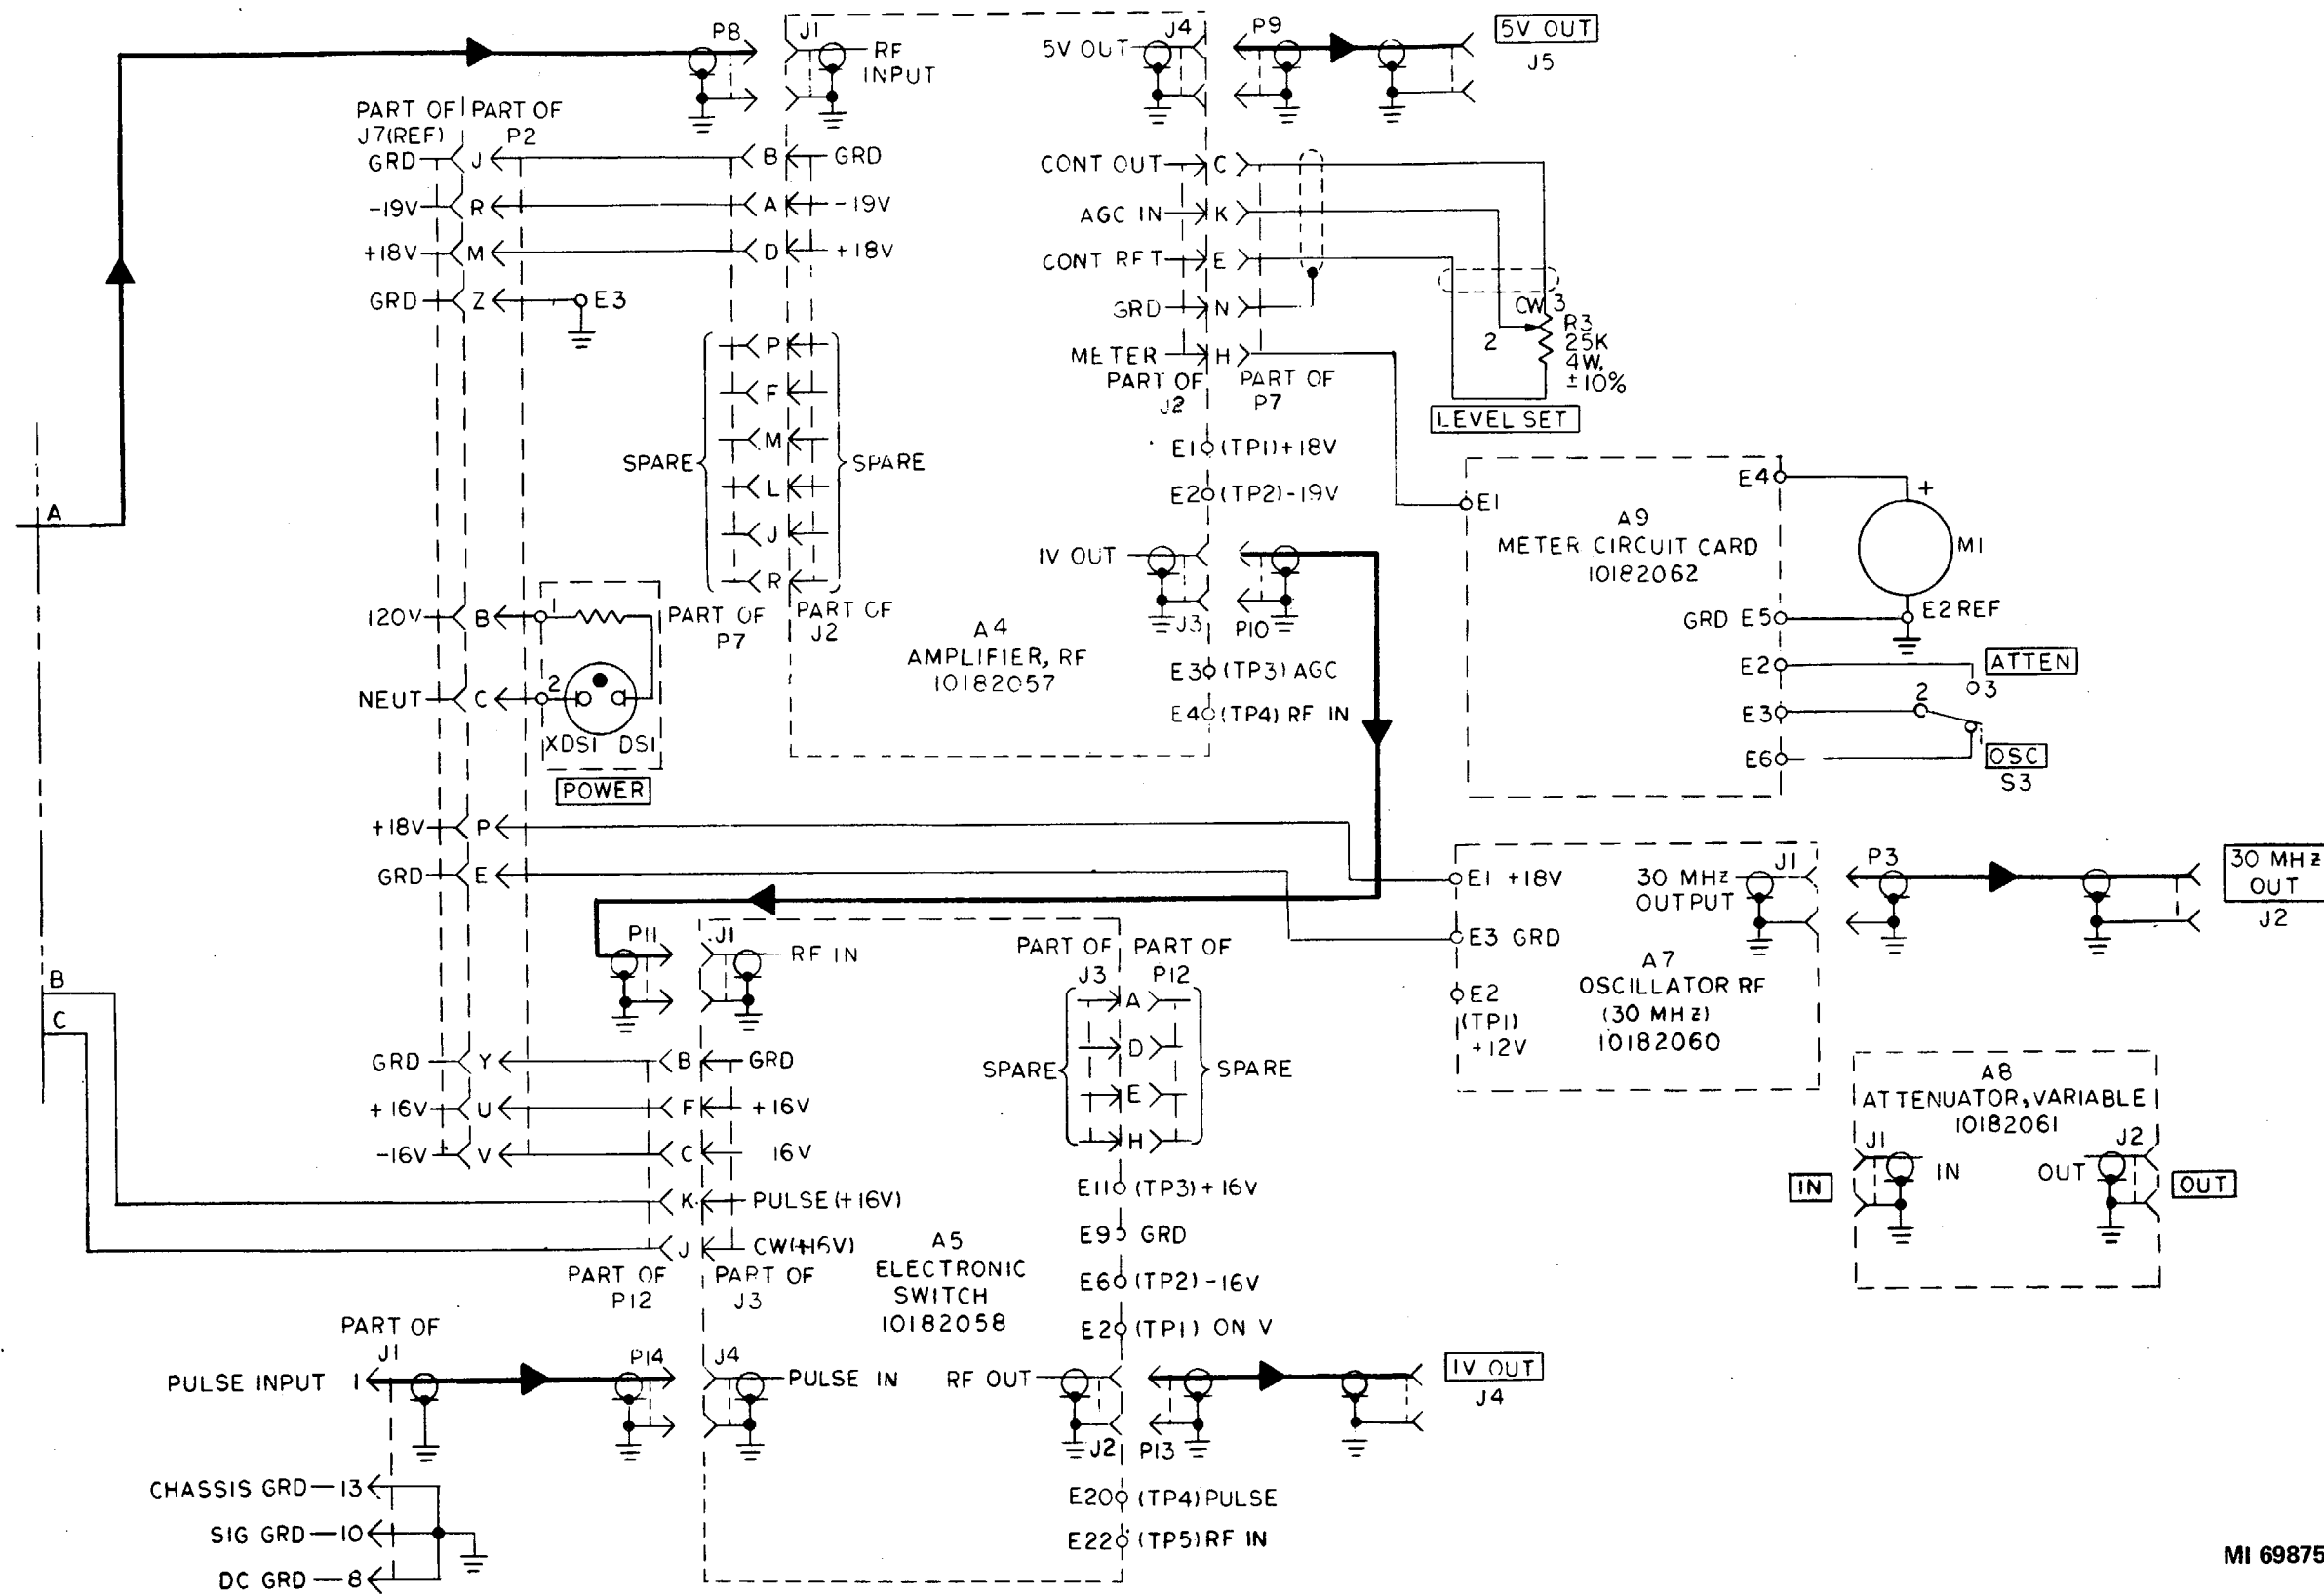 P8
J1
RF
INPUT
5V OUT
J4
P9
5V OUT
J5
PART OF
J7(REF)
PART OF
P2
GRD
J
B
GRD
-19V
R
A
-19V
+18V
M
D
+18V
GRD
Z
E3
SPARE
P
F
M
L
J
R
SPARE
PART OF
P7
PART OF
J2
CONT OUT
C
AGC IN
K
CONT RFT
E
GRD
N
METER
H
PART OF
J2
PART OF
P7
CW
3
2
R3
25K
4W,
±10%
LEVEL SET
E1 (TP1)+18V
E2 (TP2)-19V
1V OUT
J3
P10
A4
AMPLIFIER, RF
10182057
E3 (TP3) AGC
E4 (TP4) RF IN
A
120V
B
1
NEUT
C
2
XDS1
DS1
POWER
E1
A9
METER CIRCUIT CARD
10182062
E4
+
M1
GRD E5
E2 REF
E2
ATTEN
3
E3
2
E6
OSC
S3
+18V
P
GRD
E
E1 +18V
E3 GRD
E2
(TP1)
+12V
30 MHz
OUTPUT
J1
A7
OSCILLATOR RF
(30 MHz)
10182060
P3
30 MHz
OUT
J2
P11
J1
RF IN
B
C
GRD
Y
B
GRD
+16V
U
F
+16V
-16V
V
C
16V
K
PULSE(+16V)
J
CW(+16V)
PART OF
P12
PART OF
J3
A5
ELECTRONIC
SWITCH
10182058
PART OF
J3
PART OF
P12
SPARE
A
D
E
H
SPARE
E11 (TP3)+16V
E9 GRD
E6 (TP2)-16V
E2 (TP1) ON V
A8
ATTENUATOR, VARIABLE
10182061
J1
IN
IN
J2
OUT
OUT
PART OF
J1
PULSE INPUT 1
P14
J4
PULSE IN
RF OUT
J2
P13
1V OUT
J4
CHASSIS GRD 13
SIG GRD 10
DC GRD 8
E20 (TP4) PULSE
E22 (TP5) RF IN
MI 69875